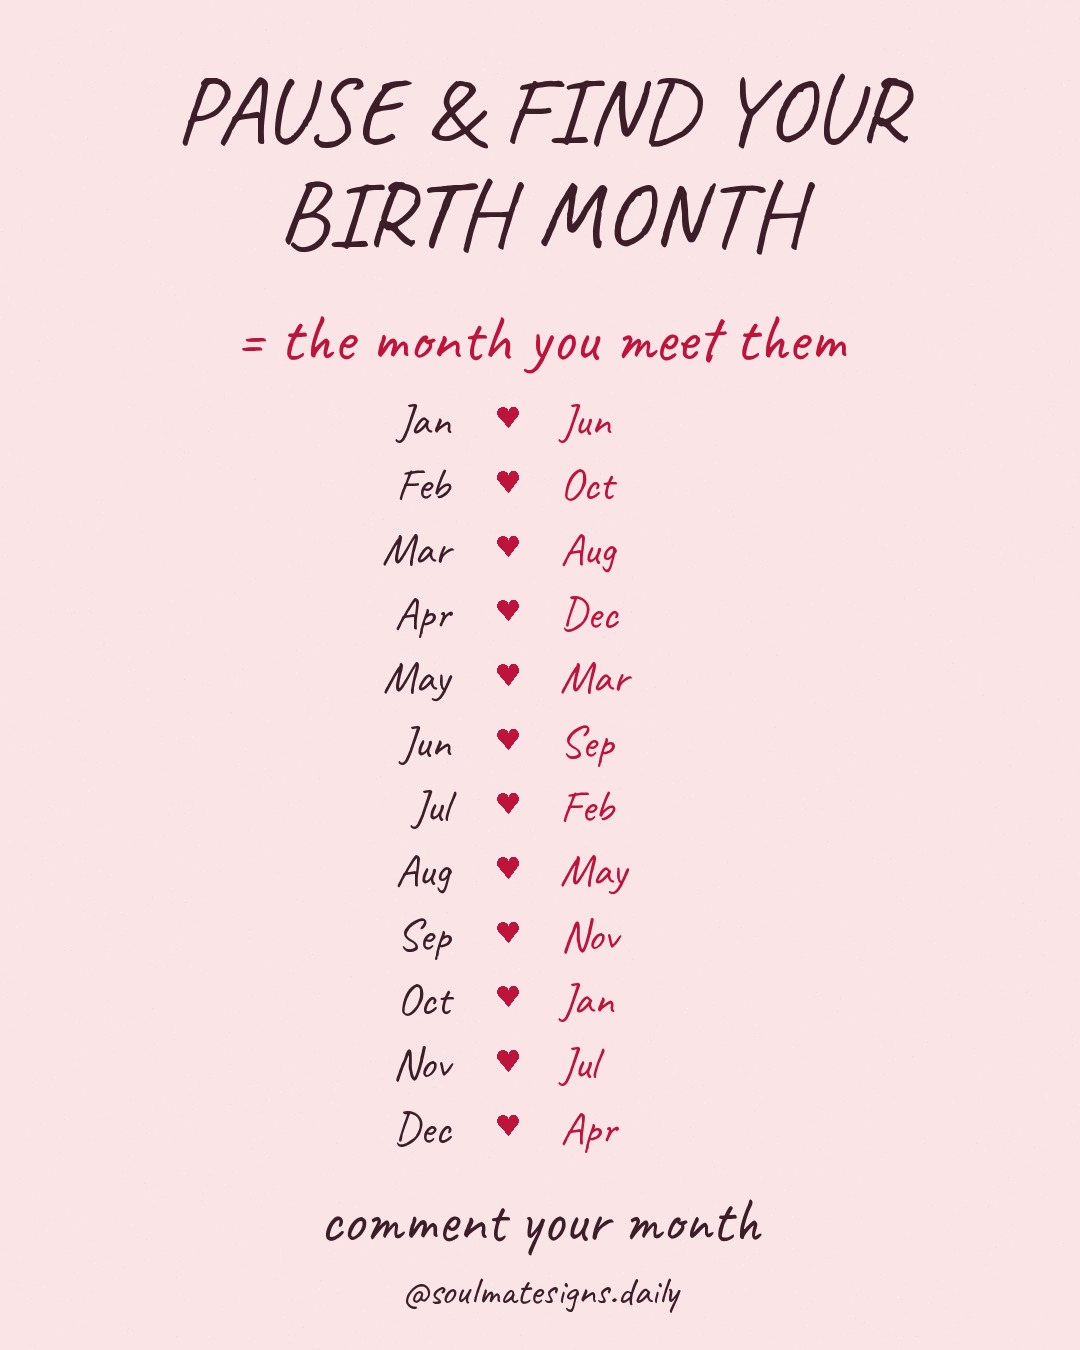 PAUSE & FIND YOUR
BIRTH MONTH
= the month you meet them
Jan ♥ Jun
Feb ♥ Oct
Mar ♥ Aug
Apr ♥ Dec
May ♥ Mar
Jun ♥ Sep
Jul ♥ Feb
Aug ♥ May
Sep ♥ Nov
Oct ♥ Jan
Nov ♥ Jul
Dec ♥ Apr
comment your month
@soulmatesigns.daily